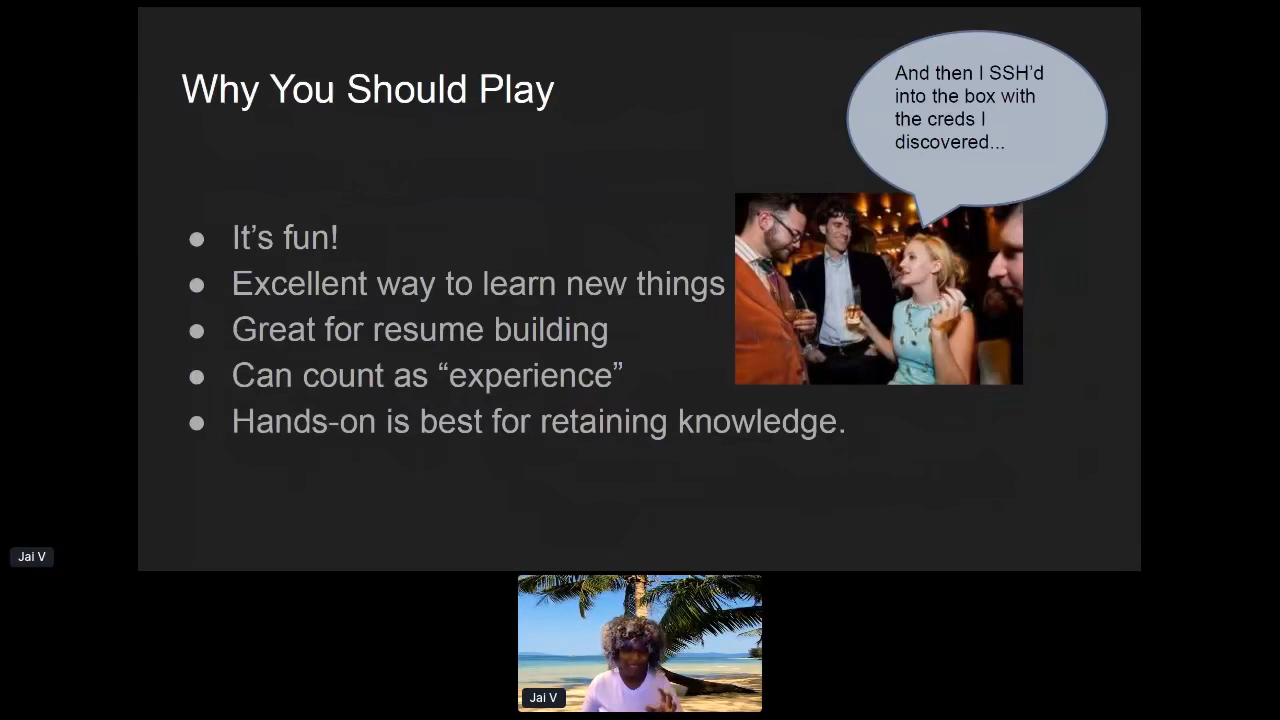 Why You Should Play
And then I SSH’d
into the box with
the creds I
discovered...
● It’s fun!
● Excellent way to learn new things
● Great for resume building
● Can count as “experience”
● Hands-on is best for retaining knowledge.
Jai V
Jai V